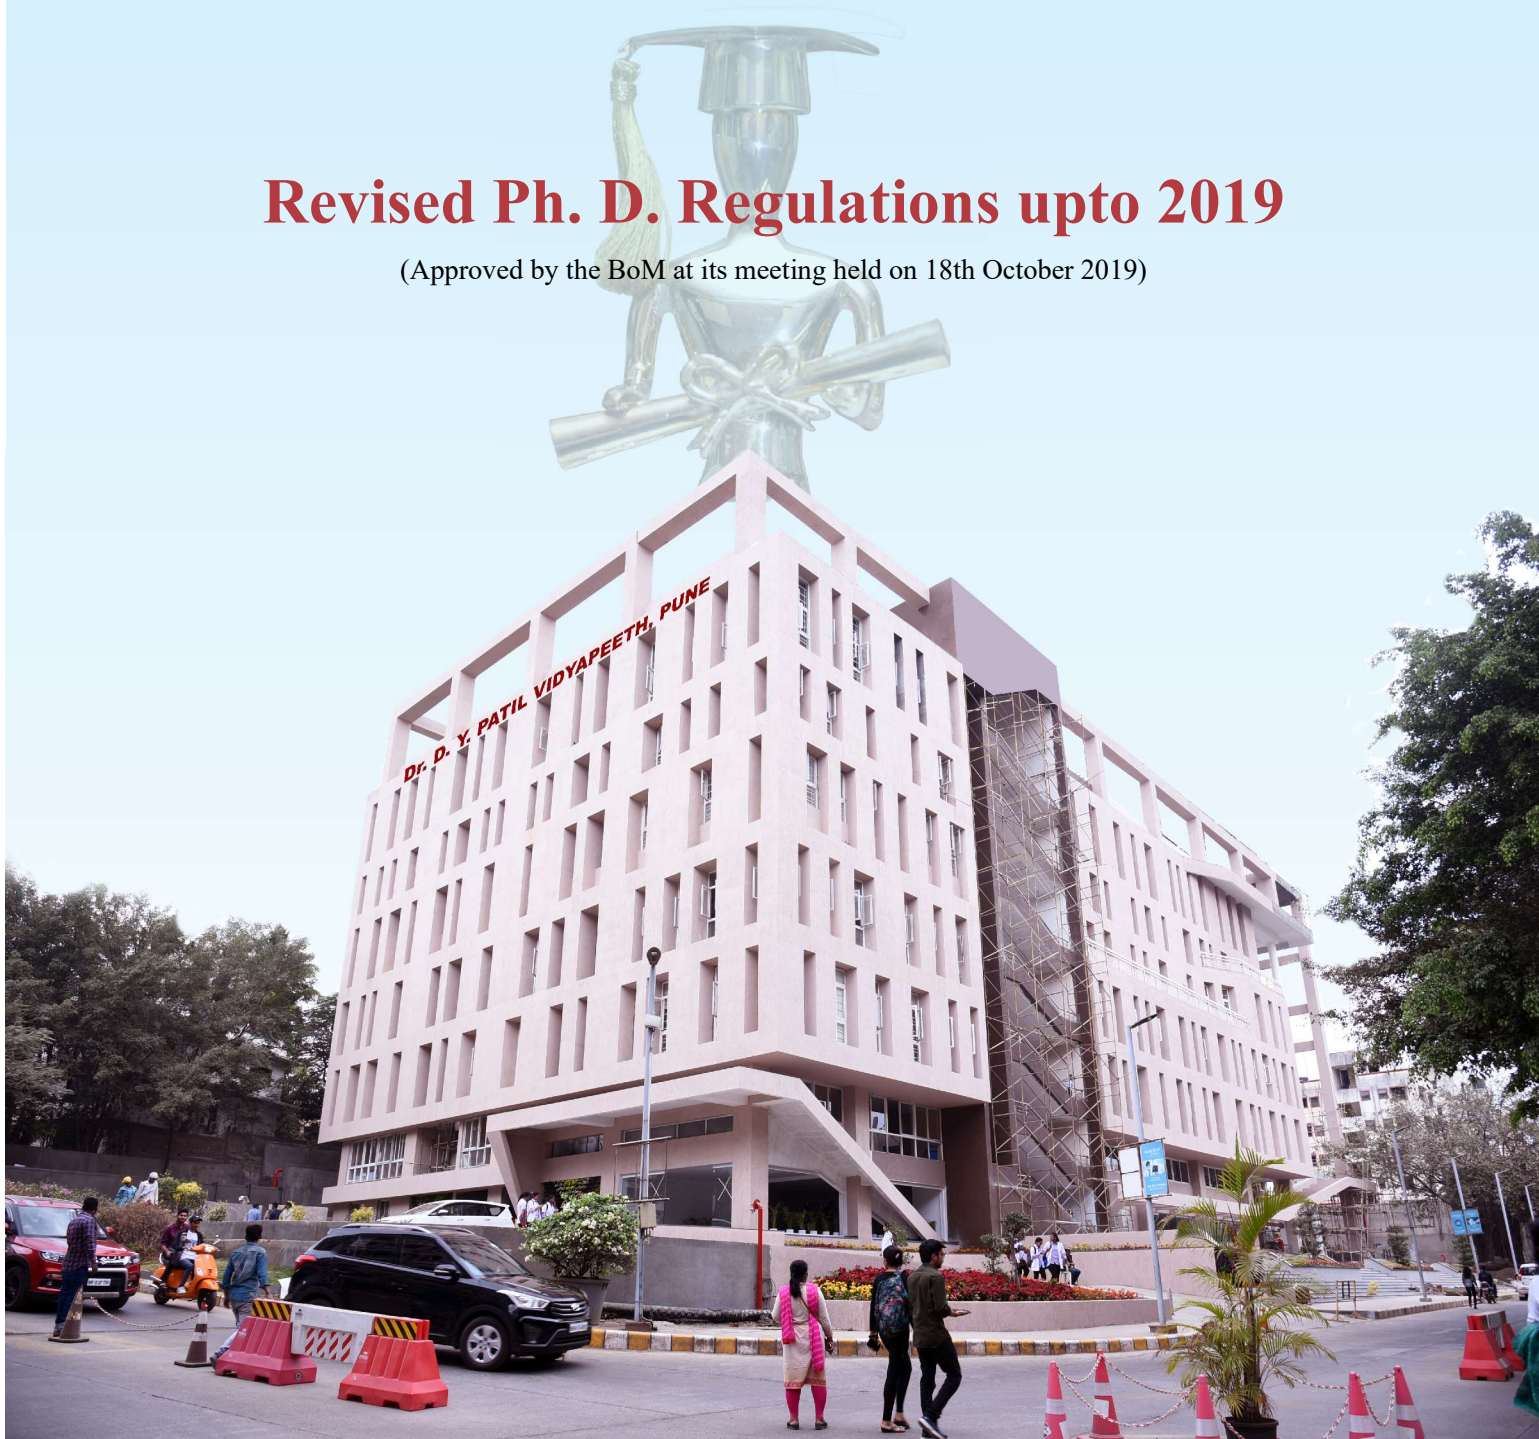 Revised Ph. D. Regulations upto 2019
(Approved by the BoM at its meeting held on 18th October 2019)
Dr. D. Y. PATIL VIDYAPEETH, PUNE